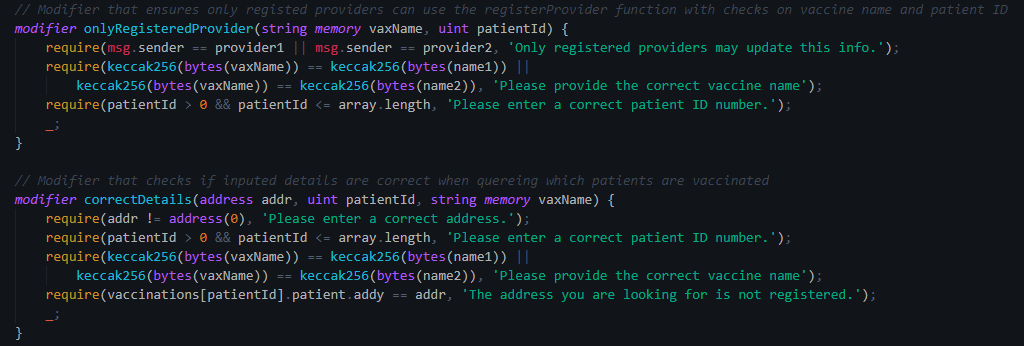 // Modifier that ensures only registed providers can use the registerProvider function with checks on vaccine name and patient ID
modifier onlyRegisteredProvider(string memory vaxName, uint patientId) {
require(msg.sender == provider1 || msg.sender == provider2, 'Only registered providers may update this info.');
require(keccak256(bytes(vaxName)) == keccak256(bytes(name1)) ||
keccak256(bytes(vaxName)) == keccak256(bytes(name2)), 'Please provide the correct vaccine name');
require(patientId > 0 && patientId <= array.length, 'Please enter a correct patient ID number.');
_;
}
// Modifier that checks if inputed details are correct when quereing which patients are vaccinated
modifier correctDetails(address addr, uint patientId, string memory vaxName) {
require(addr != address(0), 'Please enter a correct address.');
require(patientId > 0 && patientId <= array.length, 'Please enter a correct patient ID number.');
require(keccak256(bytes(vaxName)) == keccak256(bytes(name1)) ||
keccak256(bytes(vaxName)) == keccak256(bytes(name2)), 'Please provide the correct vaccine name');
require(vaccinations[patientId].patient.addy == addr, 'The address you are looking for is not registered.');
_;
}